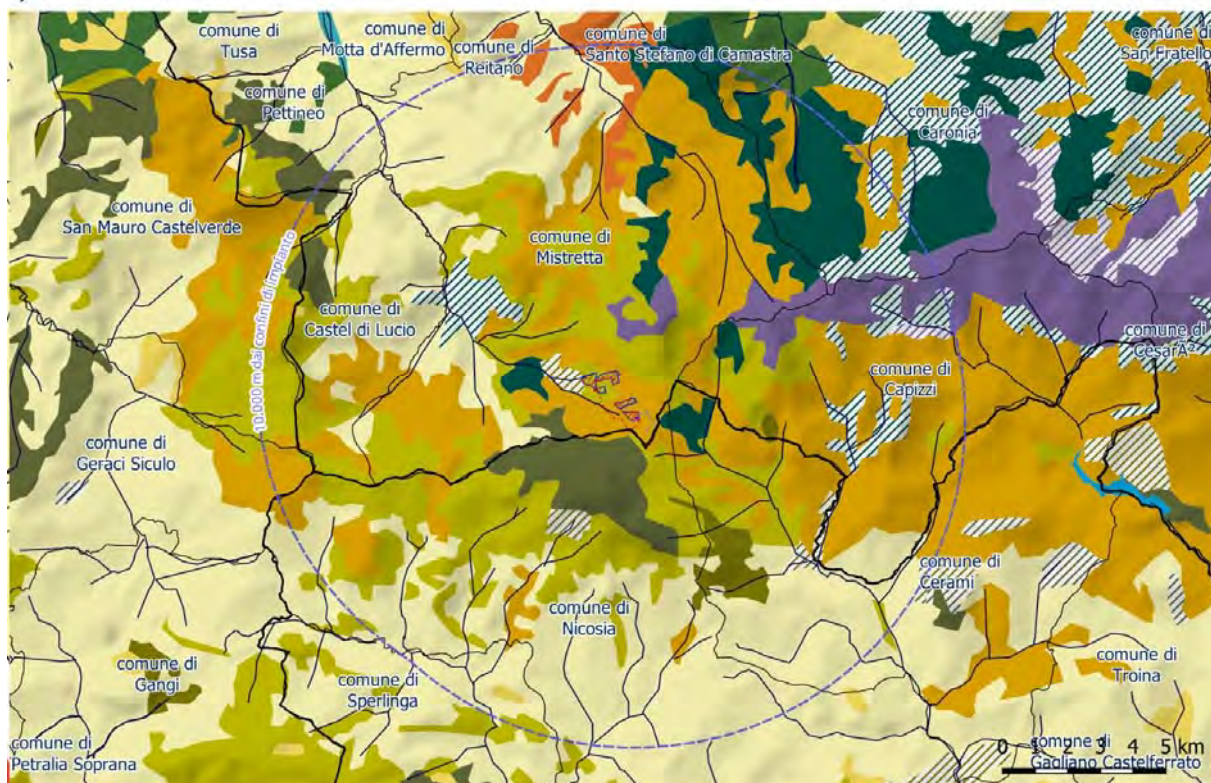 comune di
Tusa
comune di
Motta d'Affermo
comune di
Reitano
comune di
Santo Stefano di Camastra
comune di
San Fratello
comune di
Pettineo
comune di
Caronia
comune di
San Mauro Castelverde
comune di
Mistretta
10.000 m dai confini di impianto
comune di
Castel di Lucio
comune di
CesarÃª
comune di
Capizzi
comune di
Geraci Siculo
comune di
Cerami
comune di
Nicosia
comune di
Gangi
comune di
Sperlinga
comune di
Troina
comune di
Petralia Soprana
0 1 2 3 4 5 km
comune di
Gagliano Castelferrato